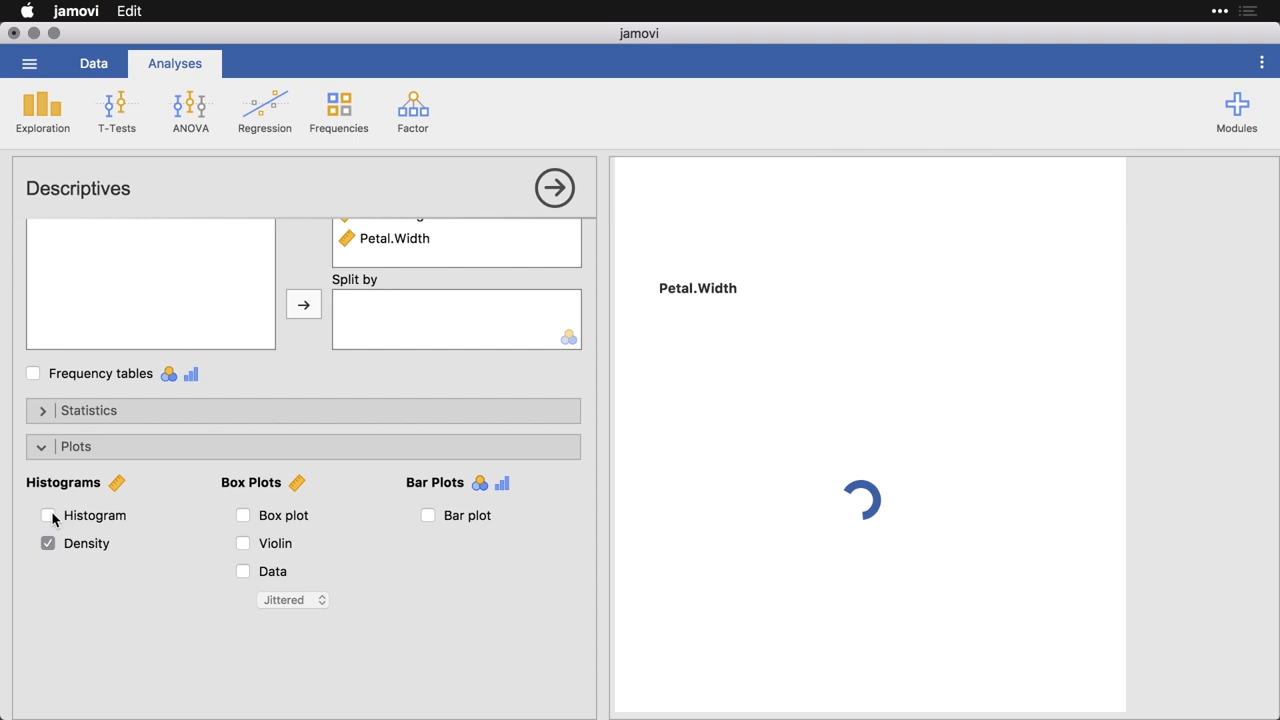 jamovi Edit
jamovi
Data Analyses
Exploration T-Tests ANOVA Regression Frequencies Factor Modules
Descriptives
Petal.Width
Split by
Frequency tables
Statistics
Plots
Histograms Box Plots Bar Plots
Histogram Box plot Bar plot
Density Violin
Data
Jittered
Petal.Width